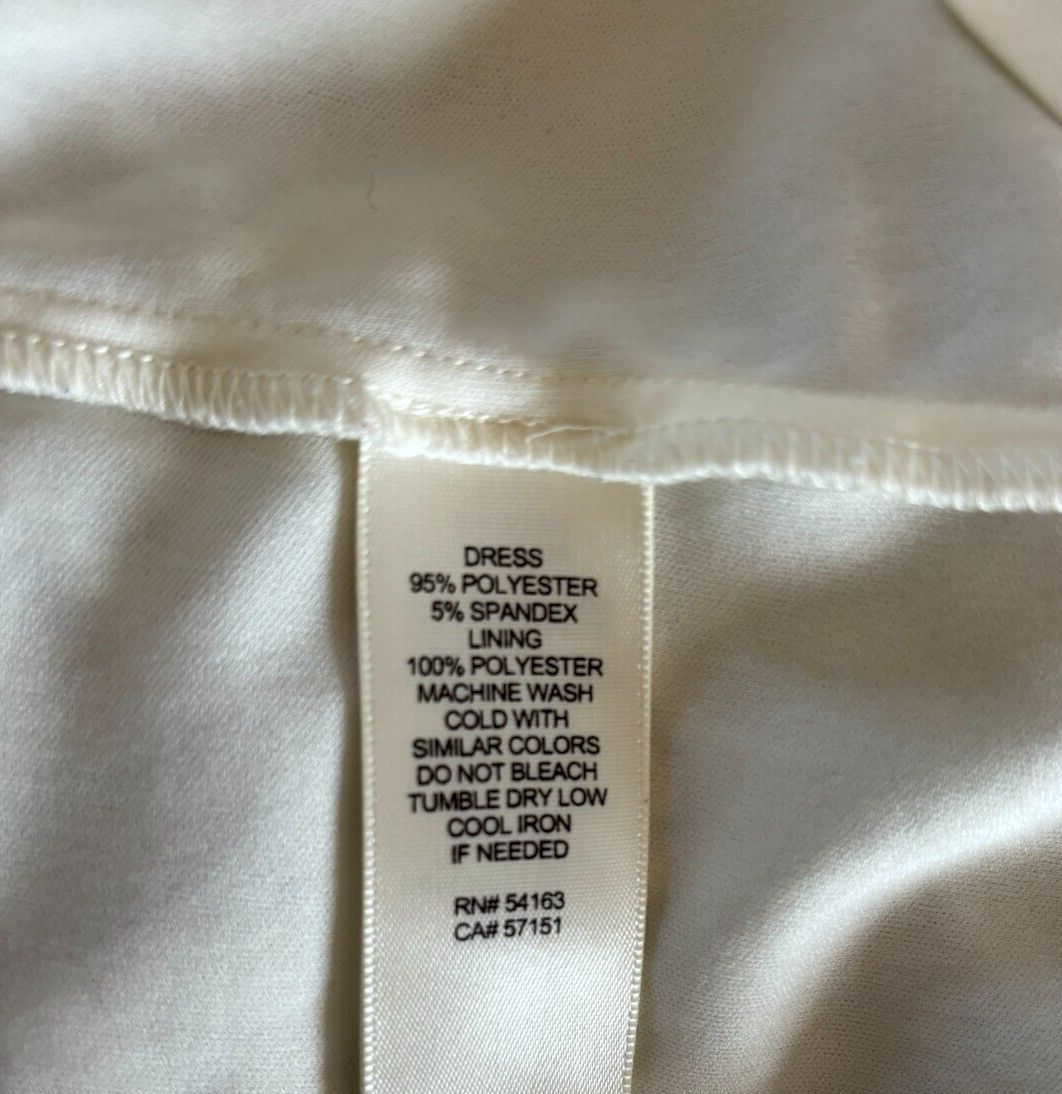 DRESS
95% POLYESTER
5% SPANDEX
LINING
100% POLYESTER
MACHINE WASH
COLD WITH
SIMILAR COLORS
DO NOT BLEACH
TUMBLE DRY LOW
COOL IRON
IF NEEDED
RN# 54163
CA# 57151